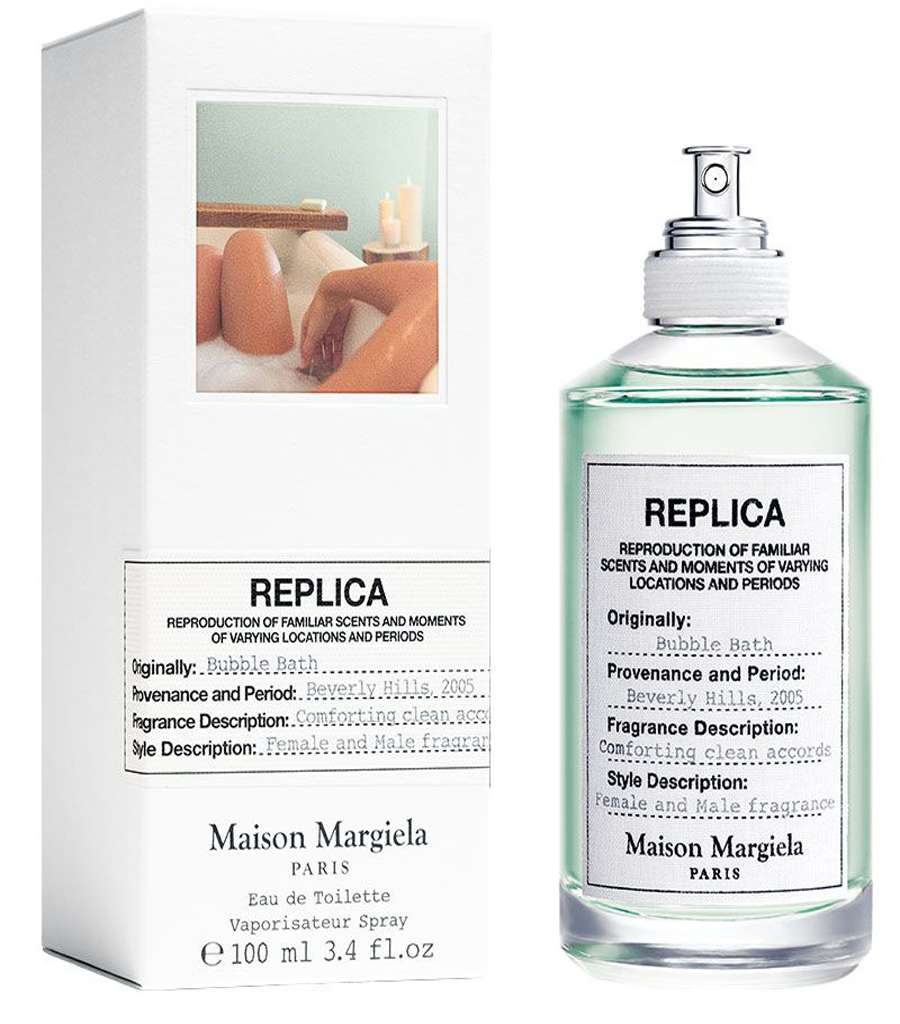 REPLICA
REPRODUCTION OF FAMILIAR SCENTS AND MOMENTS
OF VARYING LOCATIONS AND PERIODS
Originally: Bubble Bath
Provenance and Period: Beverly Hills, 2005
Fragrance Description: Comforting clean acco
Style Description: Female and Male fragran
Maison Margiela
PARIS
Eau de Toilette
Vaporisateur Spray
℮ 100 ml 3.4 fl.oz
REPLICA
REPRODUCTION OF FAMILIAR
SCENTS AND MOMENTS OF VARYING
LOCATIONS AND PERIODS
Originally:
Bubble Bath
Provenance and Period:
Beverly Hills, 2005
Fragrance Description:
Comforting clean accords
Style Description:
Female and Male fragrance
Maison Margiela
PARIS